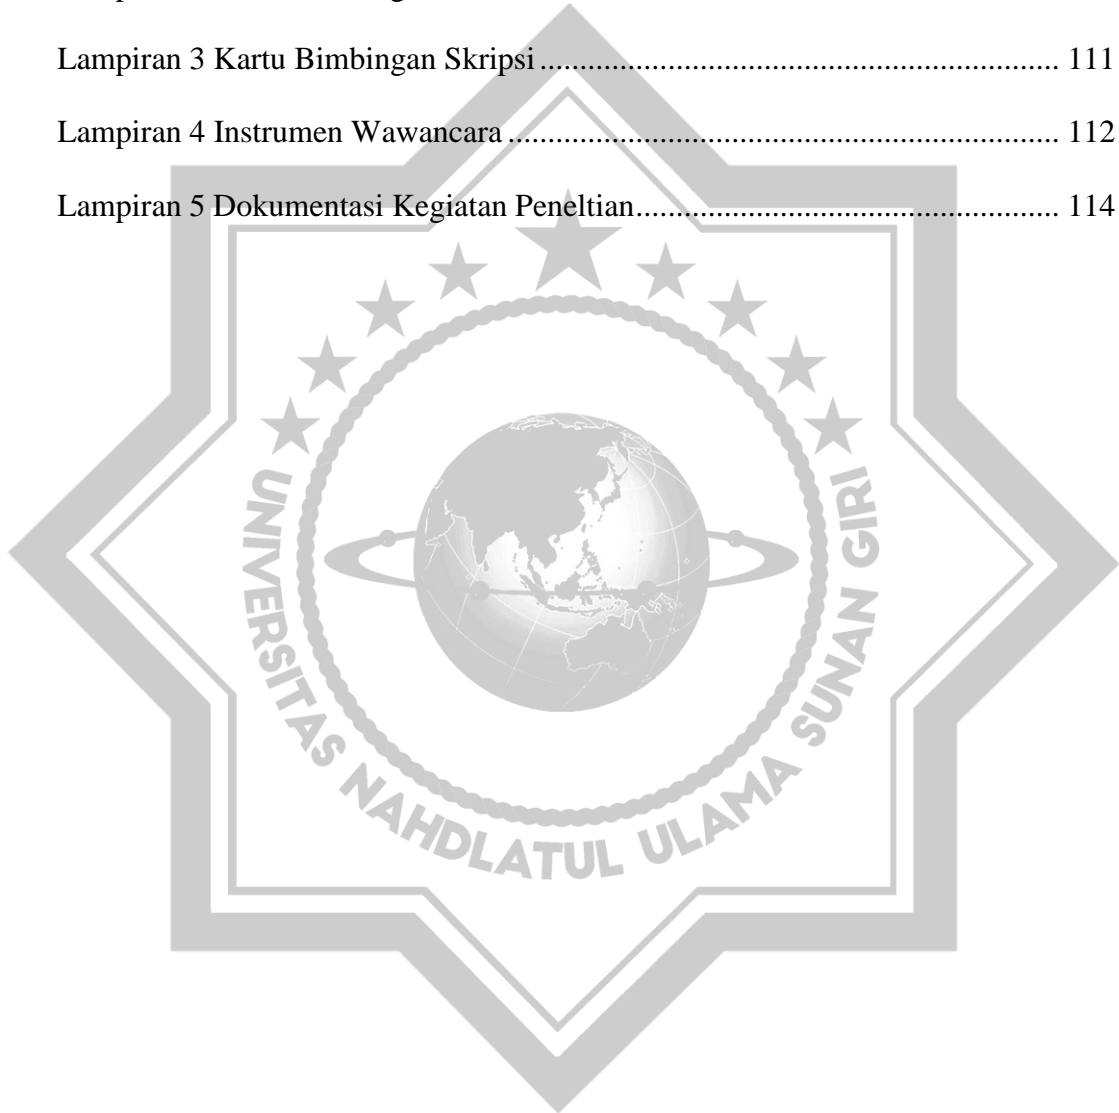 Lampiran 3 Kartu Bimbingan Skripsi ................................................................. 111
Lampiran 4 Instrumen Wawancara ..................................................................... 112
Lampiran 5 Dokumentasi Kegiatan Peneltian..................................................... 114
UNIVERSITAS NAHDLATUL ULAMA SUNAN GIRI